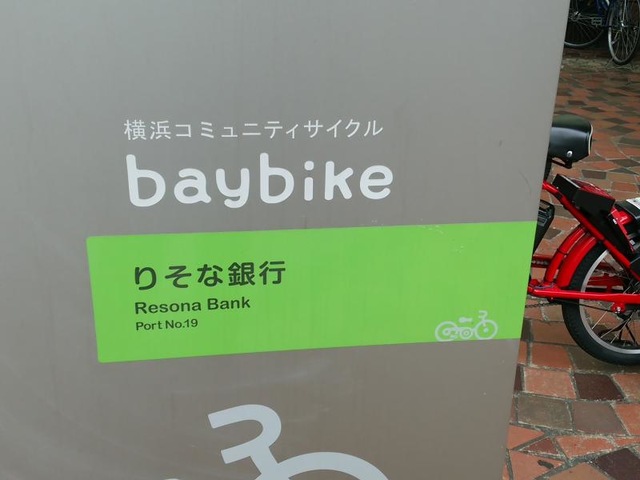 横浜コミュニティサイクル
baybike
りそな銀行
Resona Bank
Port No.19